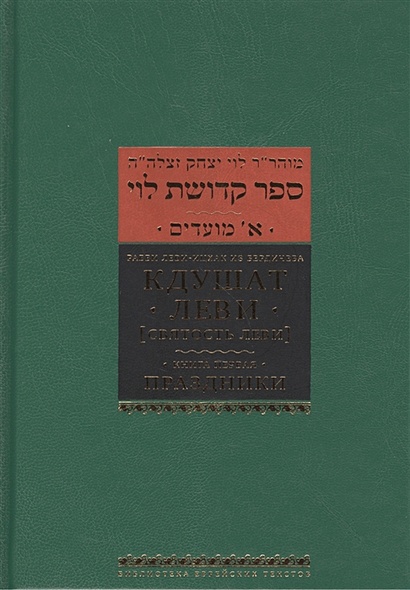 מוהר״ר לוי יצחק זצלה״ה
ספר קדושת לוי
· א׳ מועדים ·
РАББИ ЛЕВИ-ИЦХАК ИЗ БЕРДИЧЕВА
КДУШАТ
· ЛЕВИ ·
[СВЯТОСТЬ ЛЕВИ]
· КНИГА ПЕРВАЯ ·
ПРАЗДНИКИ
БИБЛИОТЕКА ЕВРЕЙСКИХ ТЕКСТОВ